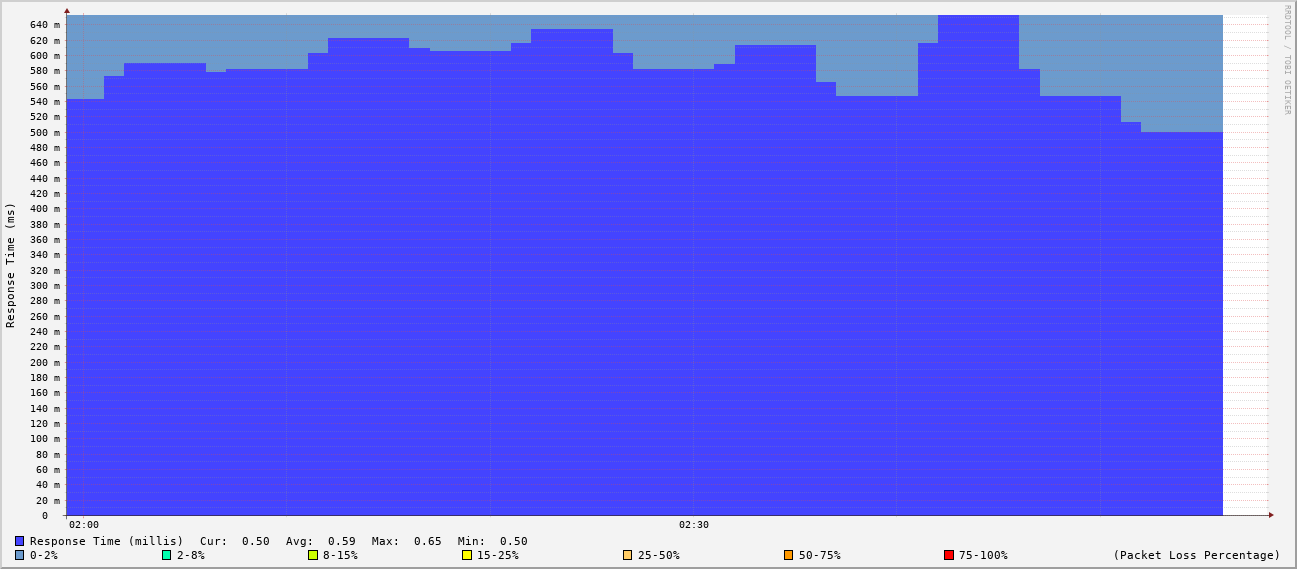 RRDTOOL / TOBI OETIKER
Response Time (ms)
640 m
620 m
600 m
580 m
560 m
540 m
520 m
500 m
480 m
460 m
440 m
420 m
400 m
380 m
360 m
340 m
320 m
300 m
280 m
260 m
240 m
220 m
200 m
180 m
160 m
140 m
120 m
100 m
80 m
60 m
40 m
20 m
0
02:00 02:30
Response Time (millis) Cur: 0.50 Avg: 0.59 Max: 0.65 Min: 0.50
0-2% 2-8% 8-15% 15-25% 25-50% 50-75% 75-100% (Packet Loss Percentage)